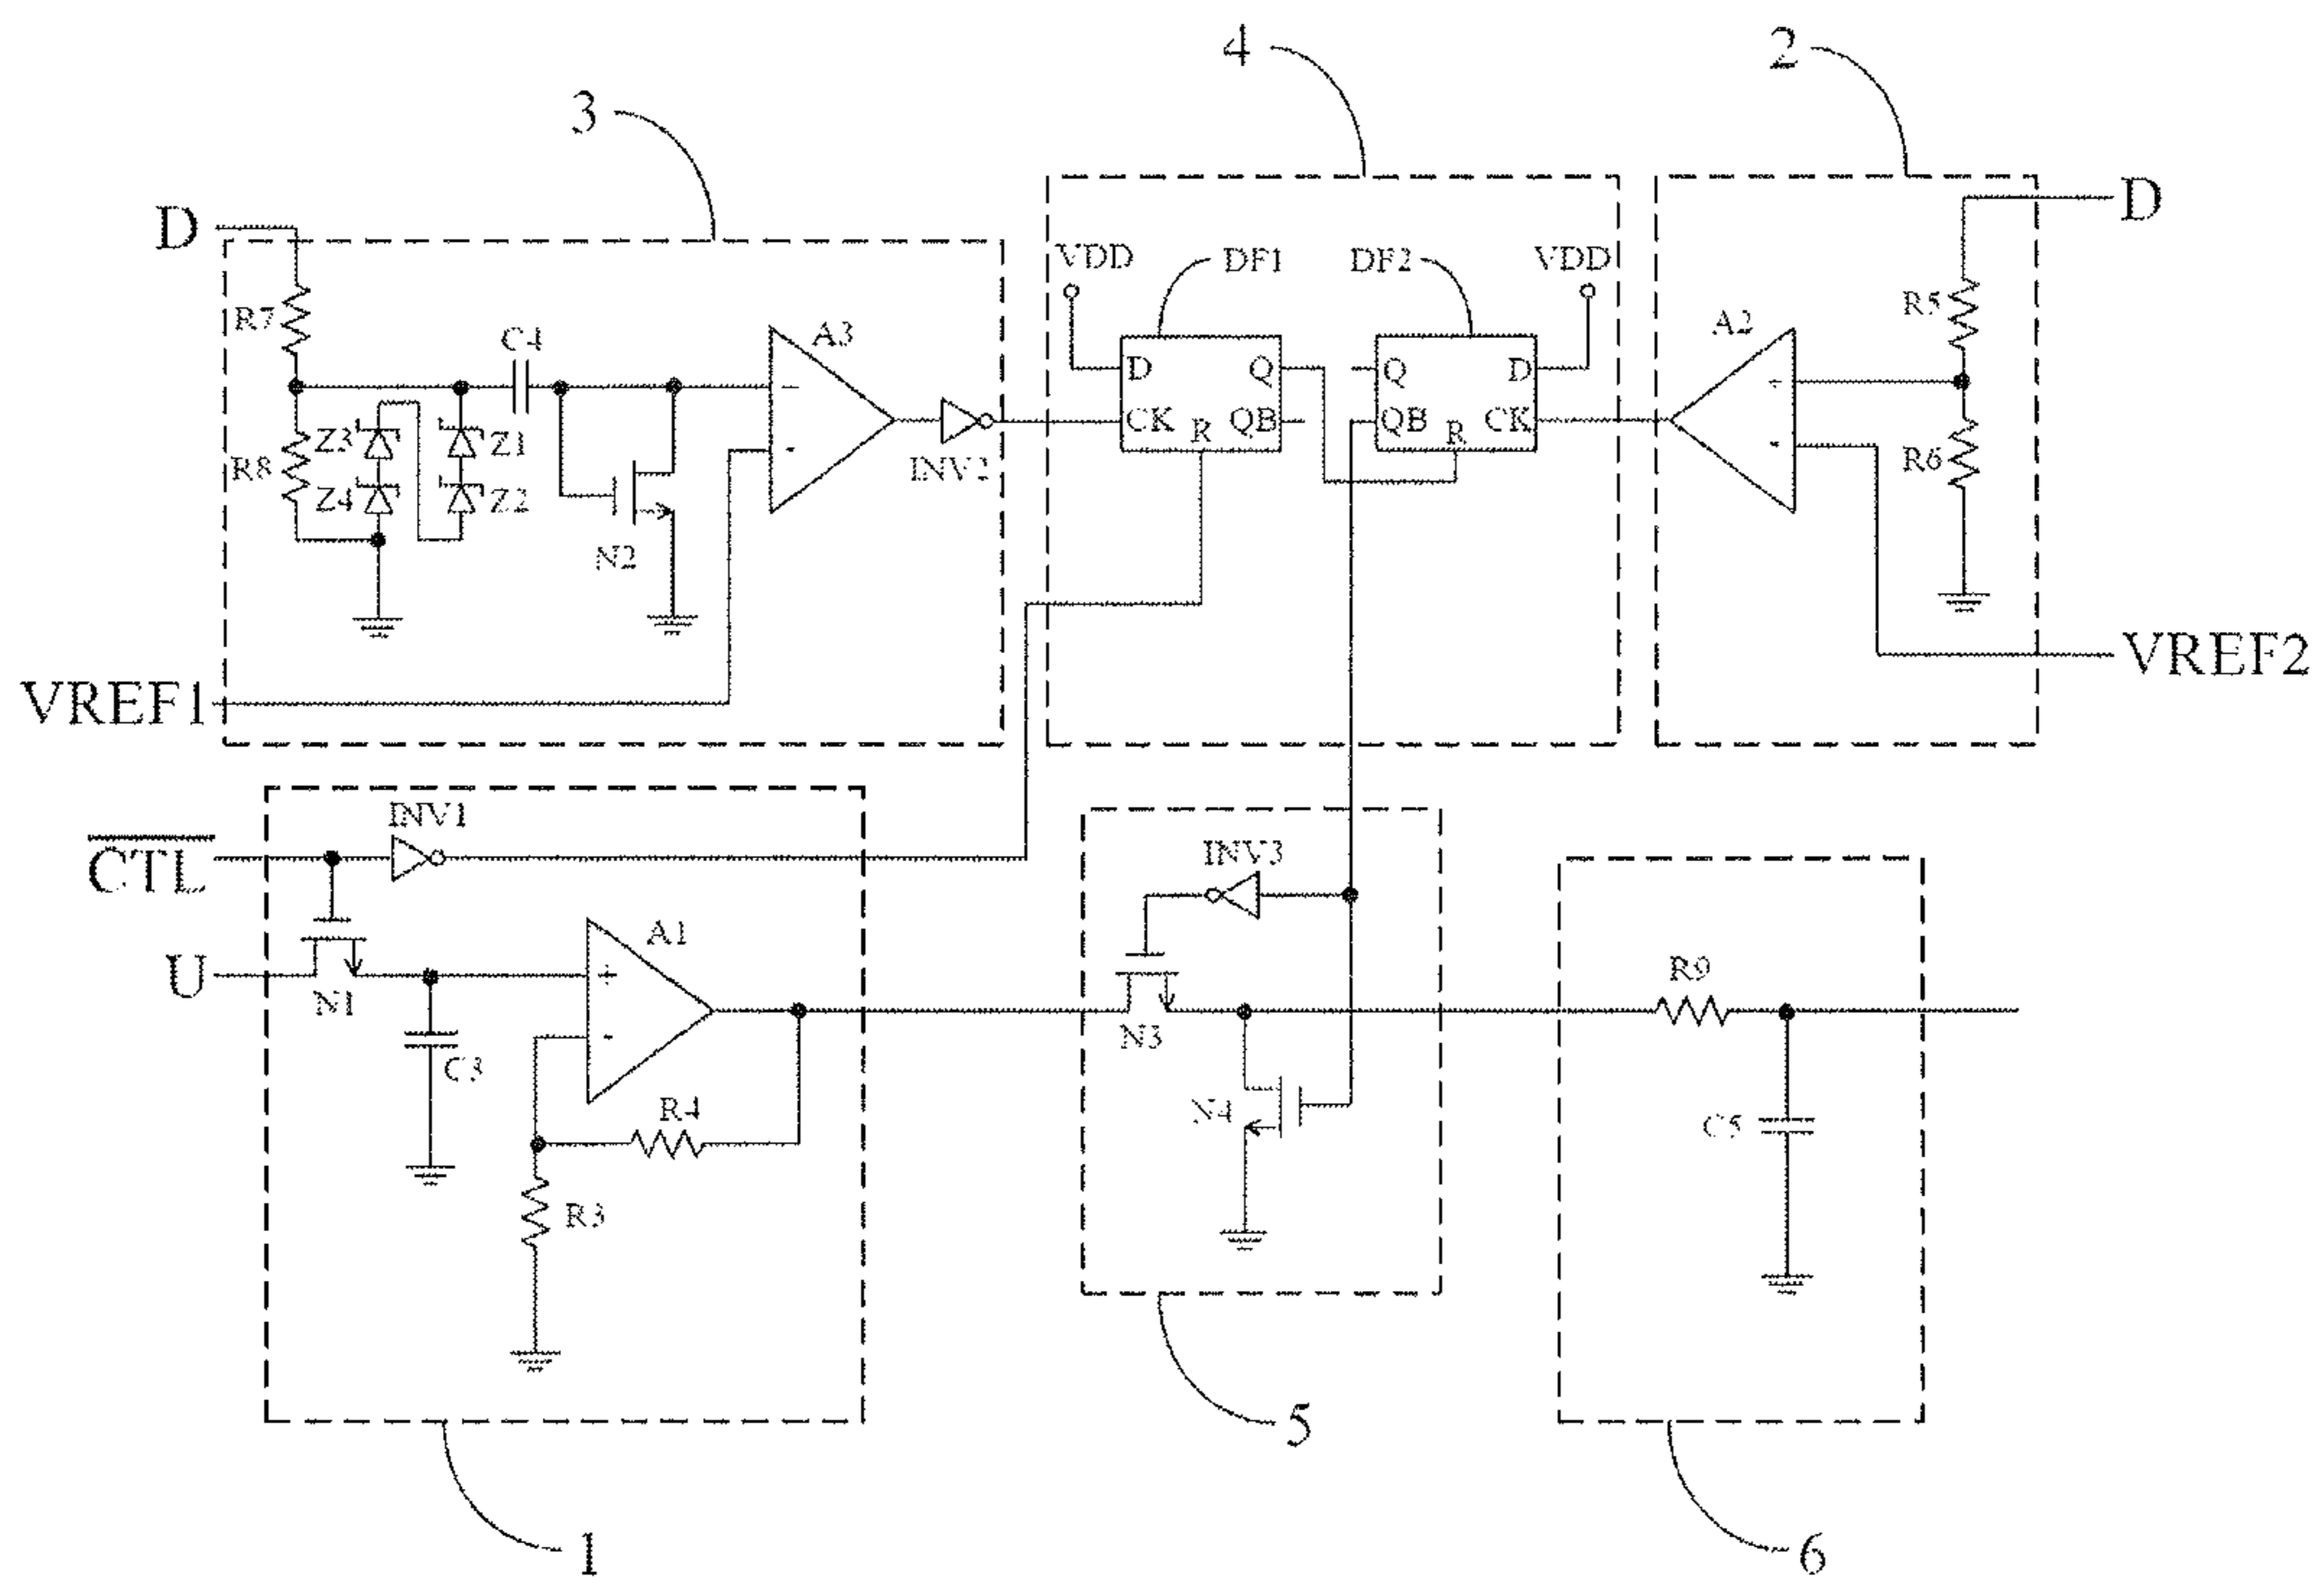 4
2
3
D
D
VDD
DF1
DF2
VDD
R7
C4
A3
A2
R5
D
Q
Q
D
CK
QB
R
QB
R
CK
Z3
Z1
R8
Z4
Z2
INV2
R6
N2
VREF1
VREF2
INV1
CTL
INV3
A1
U
N1
R9
N3
C3
R4
N4
C5
R3
5
1
6